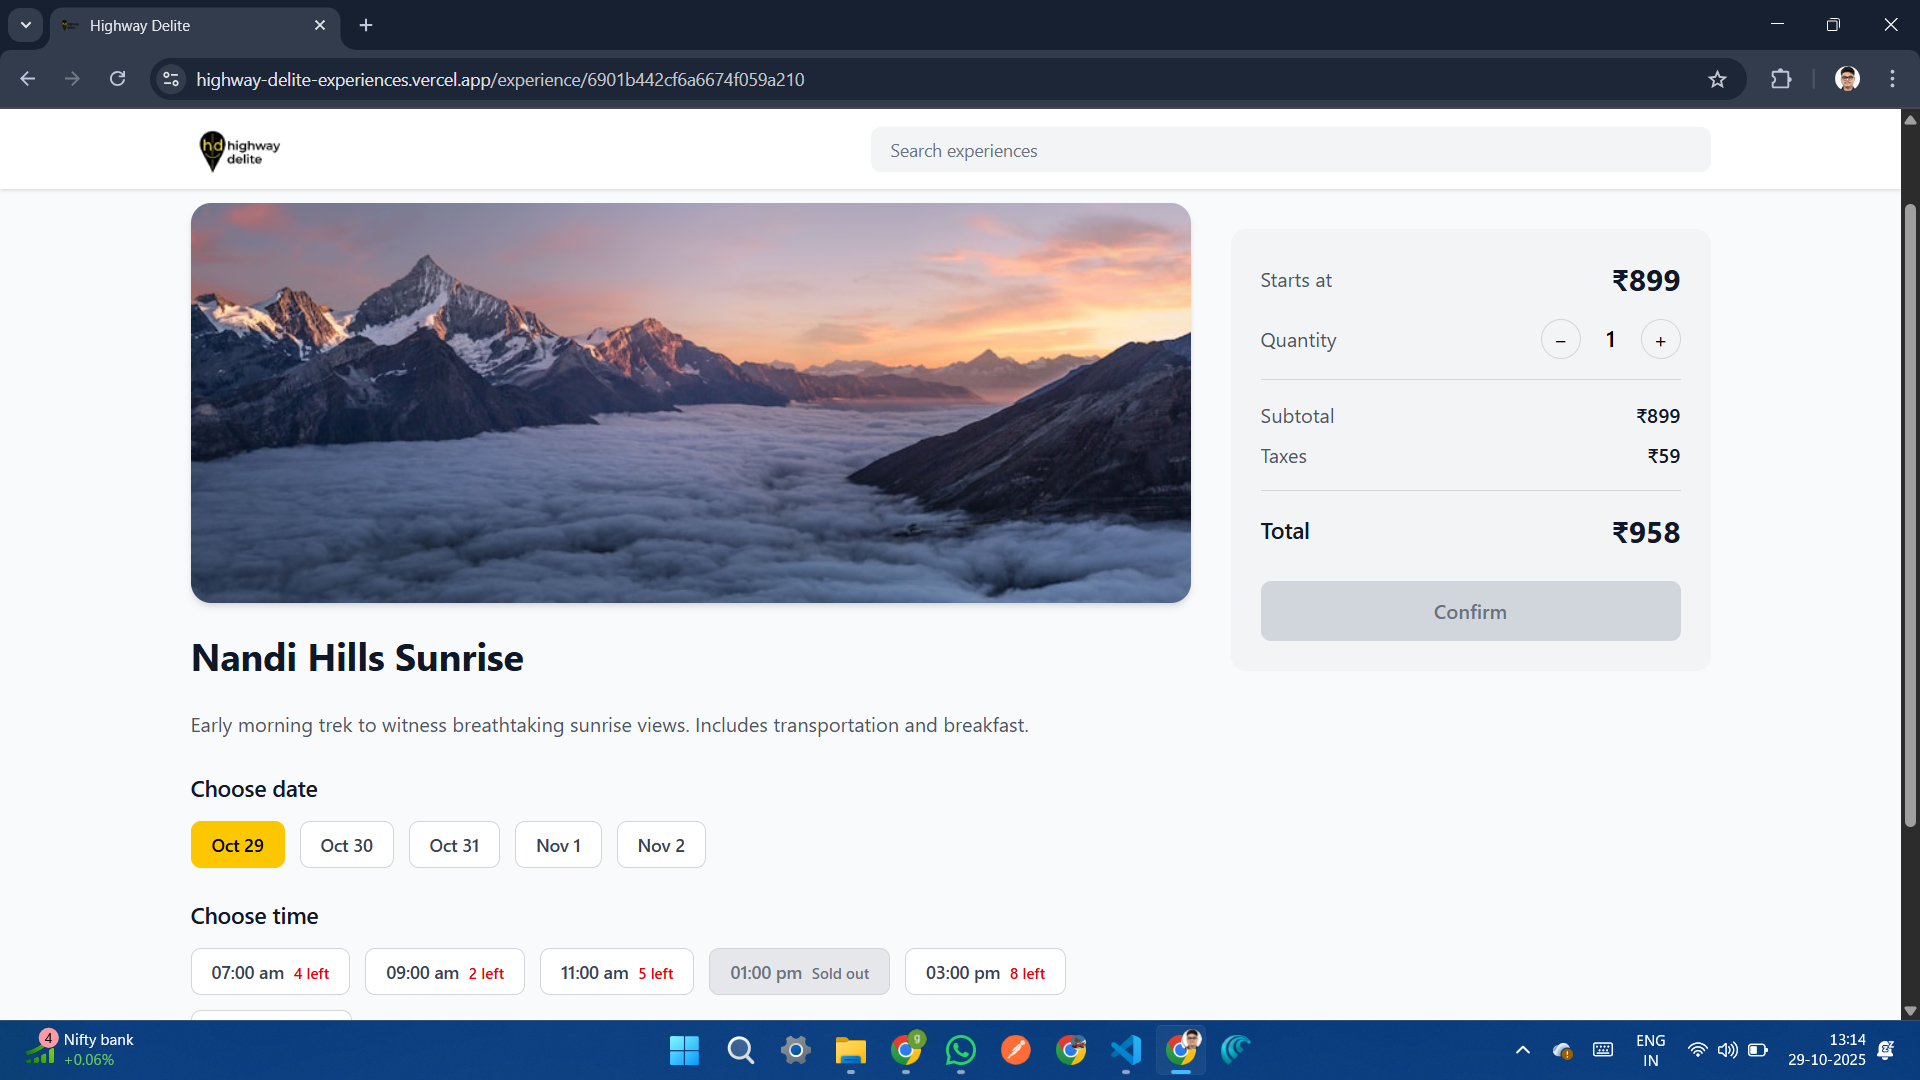 Highway Delite
highway-delite-experiences.vercel.app/experience/6901b442cf6a6674f059a210
hd highway
delite
Search experiences
Starts at ₹899
Quantity − 1 +
Subtotal ₹899
Taxes ₹59
Total ₹958
Confirm
Nandi Hills Sunrise
Early morning trek to witness breathtaking sunrise views. Includes transportation and breakfast.
Choose date
Oct 29 Oct 30 Oct 31 Nov 1 Nov 2
Choose time
07:00 am 4 left 09:00 am 2 left 11:00 am 5 left 01:00 pm Sold out 03:00 pm 8 left
4 Nifty bank
+0.06%
g
ENG
IN
13:14
29-10-2025